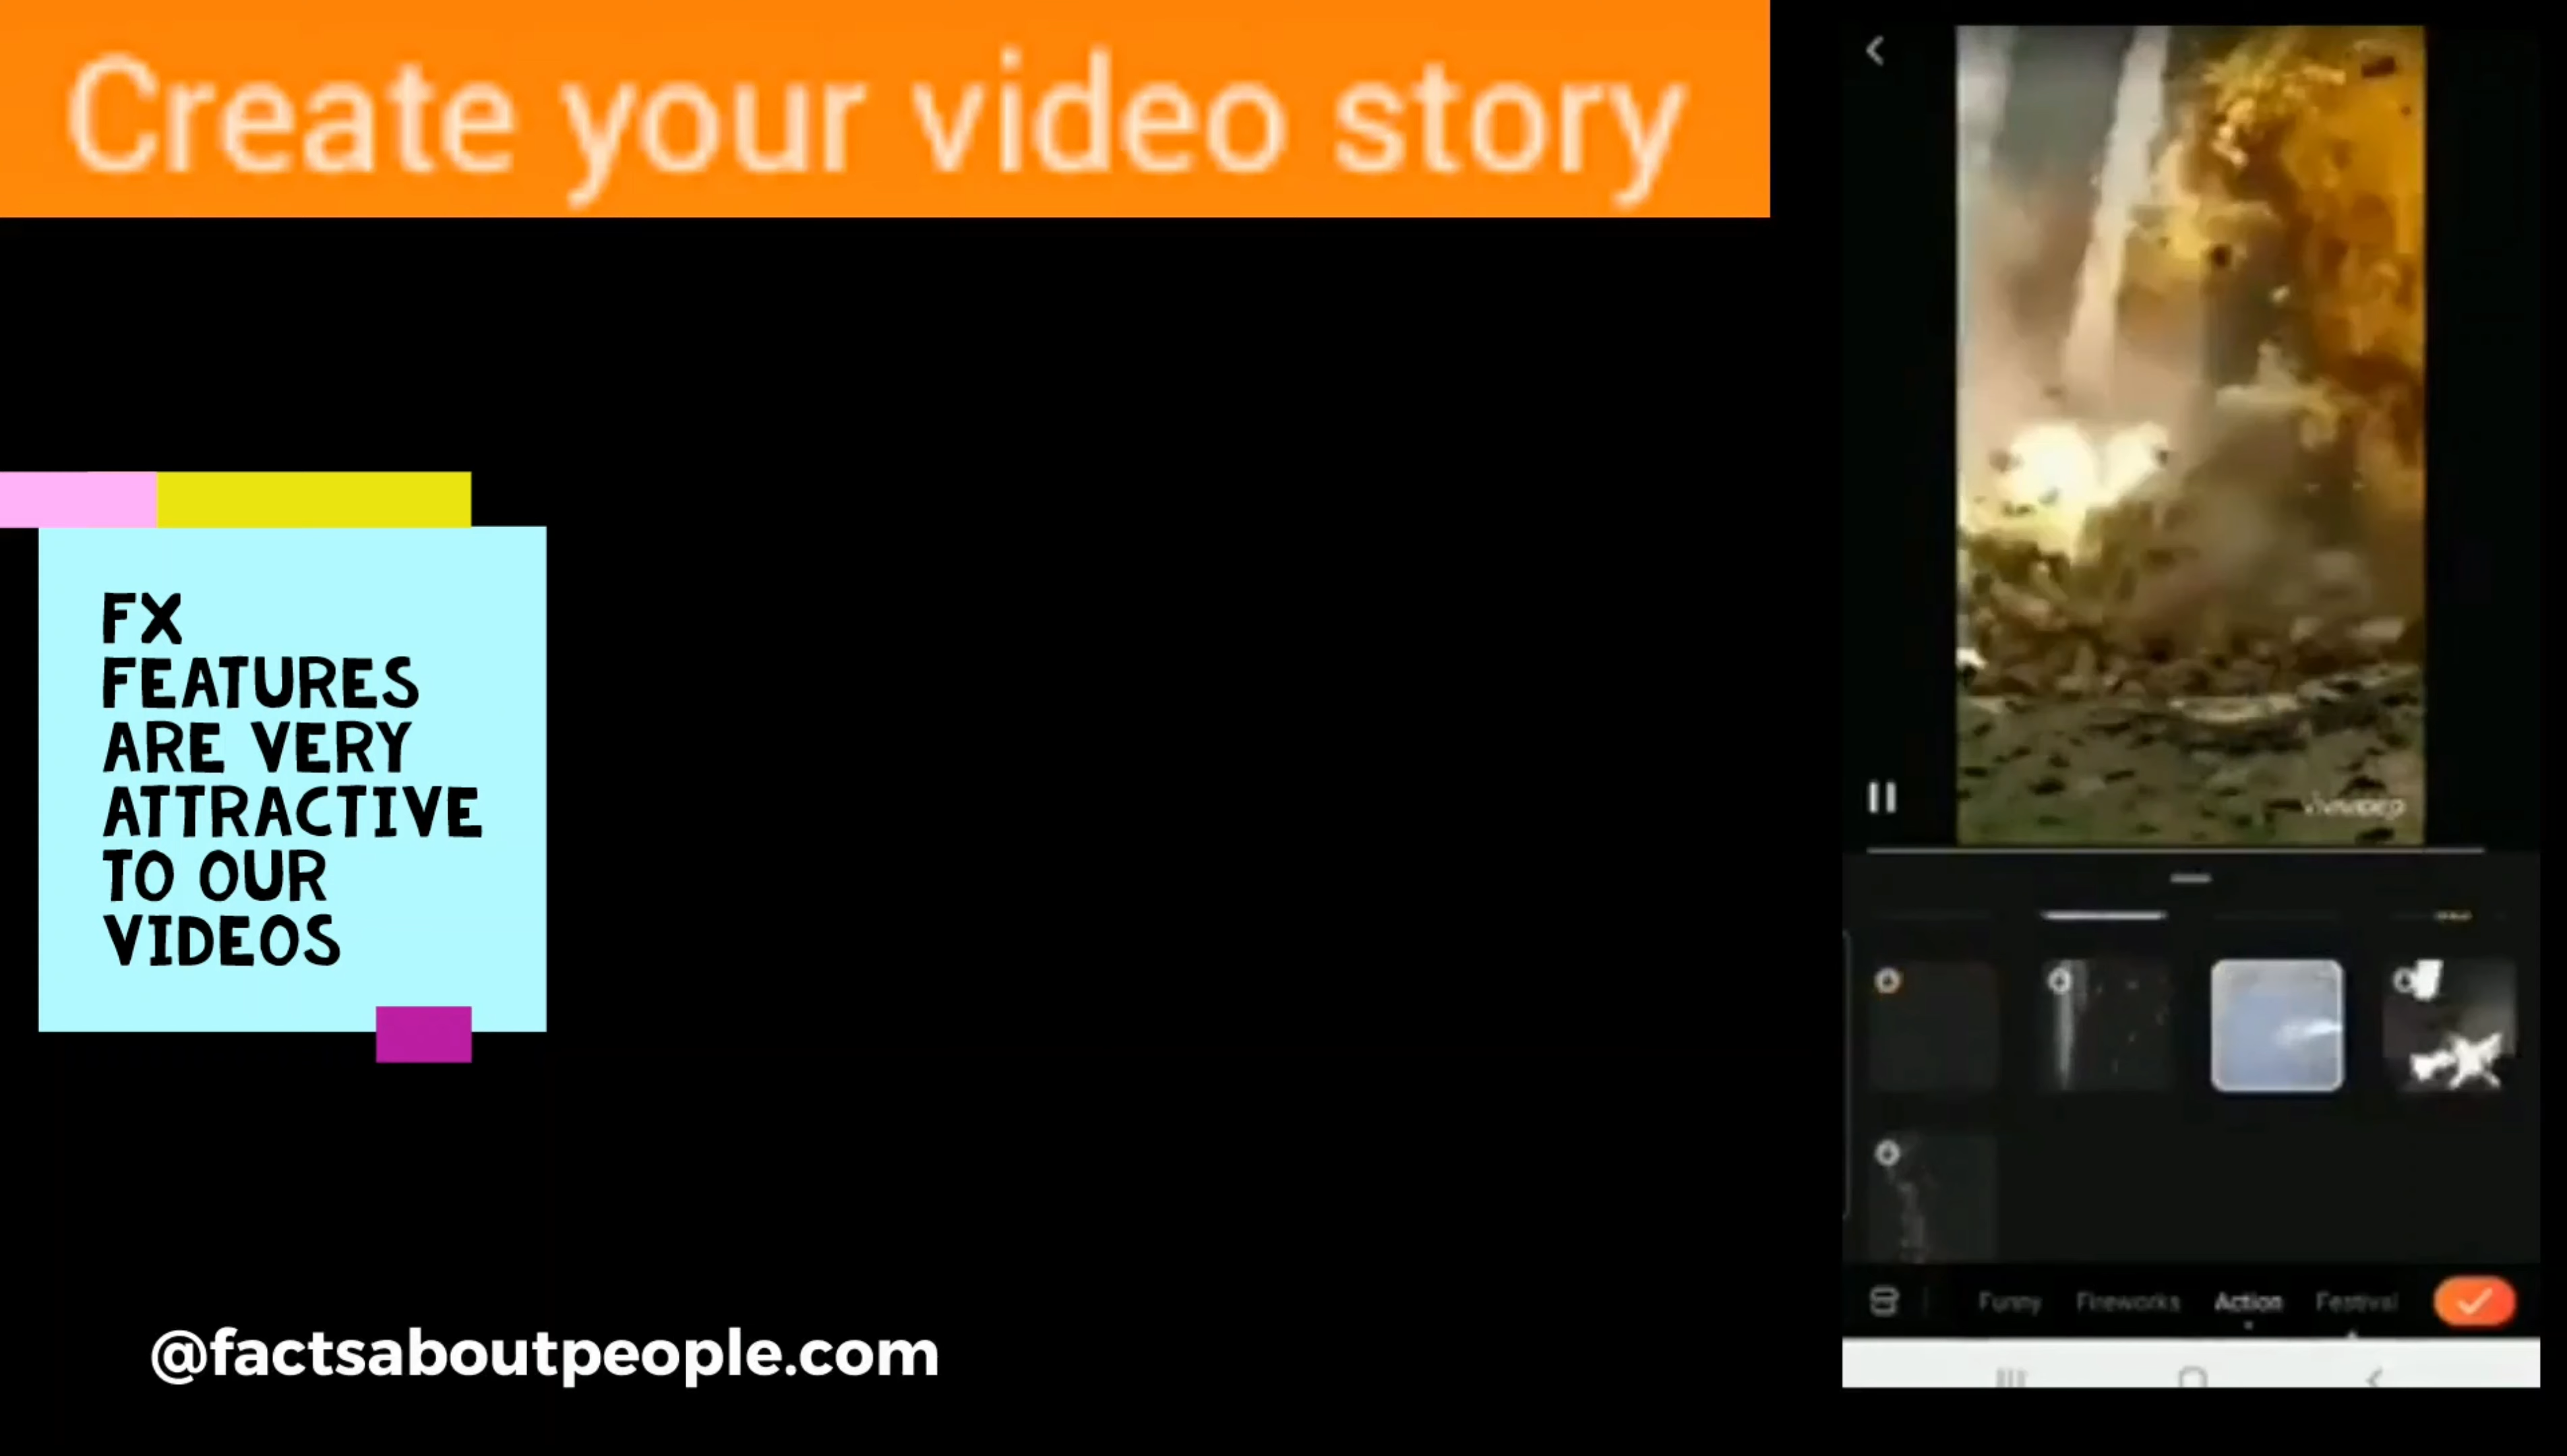 Create your video story
FX
FEATURES
ARE VERY
ATTRACTIVE
TO OUR
VIDEOS
@factsaboutpeople.com
Funny Fireworks Action Festival